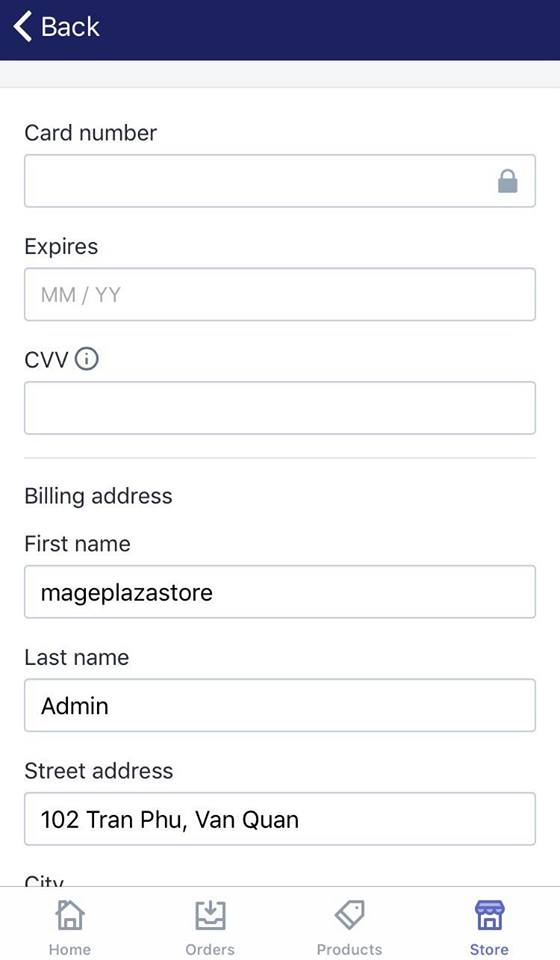 Back
Card number
Expires
MM / YY
CVV
Billing address
First name
mageplazastore
Last name
Admin
Street address
102 Tran Phu, Van Quan
City
Home Orders Products Store